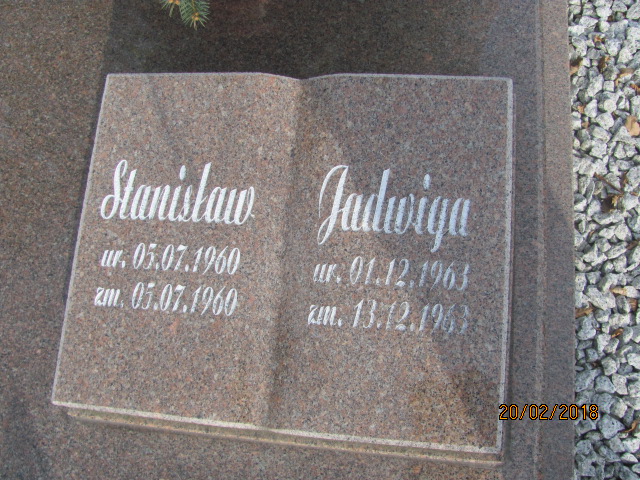 Stanisław
ur. 05.07.1960
zm. 05.07.1960
Jadwiga
ur. 01.12.1963
zm. 13.12.1963
20/02/2018